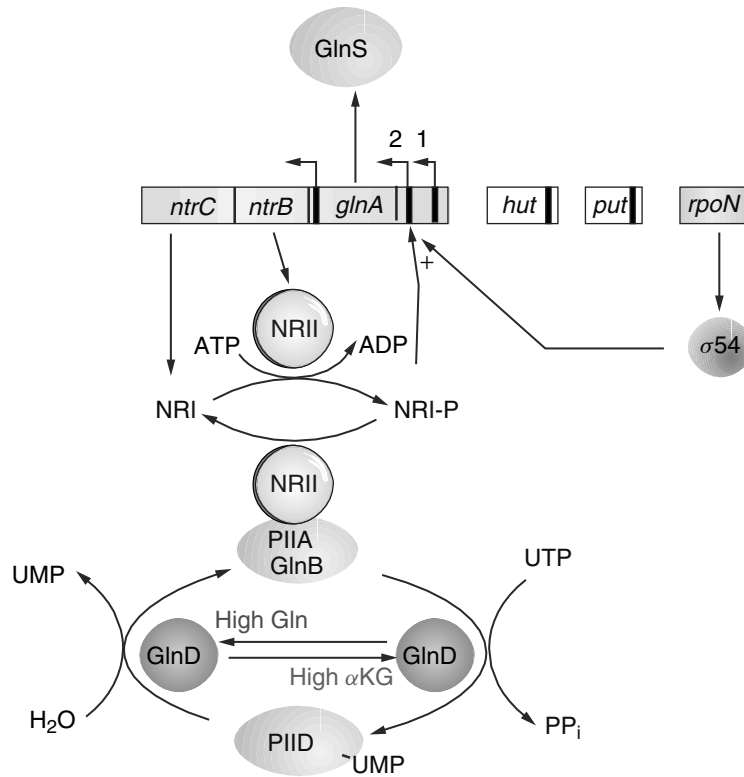 GlnS
2 1
ntrC ntrB glnA hut put rpoN
+
NRII
σ54
ATP ADP
NRI NRI-P
NRII
PIIA
GlnB
UMP UTP
High Gln
GlnD GlnD
High αKG
H₂O PPᵢ
PIID
UMP